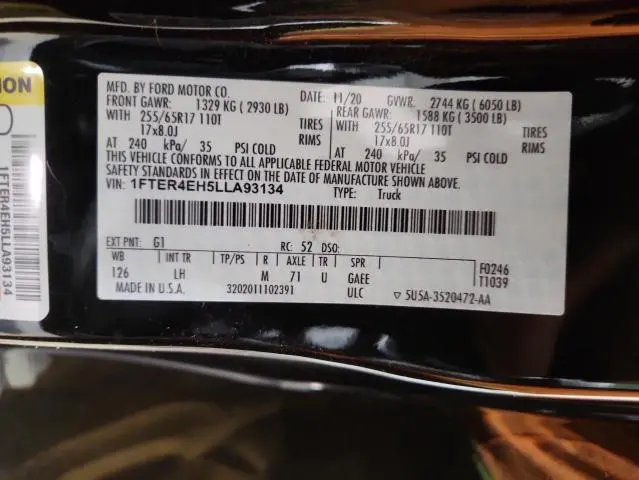 ION
1FTER4EH5LLA93134
MFD. BY FORD MOTOR CO.
DATE: 11/20 GVWR: 2744 KG ( 6050 LB)
FRONT GAWR: 1329 KG ( 2930 LB)
REAR GAWR: 1588 KG ( 3500 LB)
WITH 255/65R17 110T TIRES WITH 255/65R17 110T TIRES
17x8.0J RIMS 17x8.0J RIMS
AT 240 kPa/ 35 PSI COLD AT 240 kPa/ 35 PSI COLD
THIS VEHICLE CONFORMS TO ALL APPLICABLE FEDERAL MOTOR VEHICLE
SAFETY STANDARDS IN EFFECT ON THE DATE OF MANUFACTURE SHOWN ABOVE.
VIN: 1FTER4EH5LLA93134 TYPE: Truck
EXT PNT: G1 RC: 52 DSO:
WB INT TR TP/PS R AXLE TR SPR F0246
126 LH M 71 U GAEE T1039
MADE IN U.S.A. 3202011102391 ULC ▽ 5U5A-3520472-AA